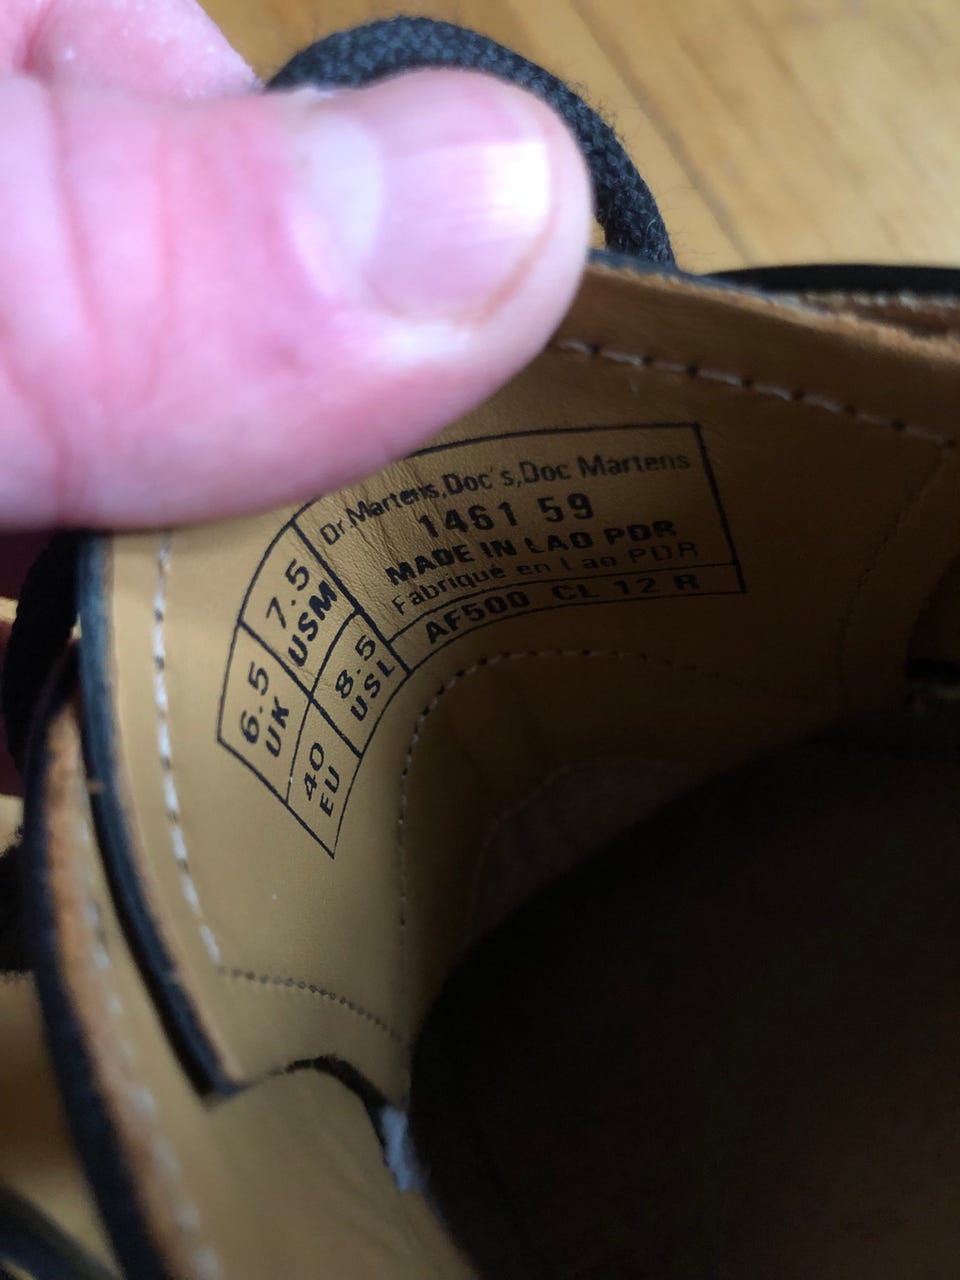 Dr.Martens,Doc's,Doc Martens
1461 59
MADE IN LAO PDR
Fabriqué en Lao PDR
AF500 CL 12 R
7.5
USM
8.5
USL
6.5
UK
40
EU